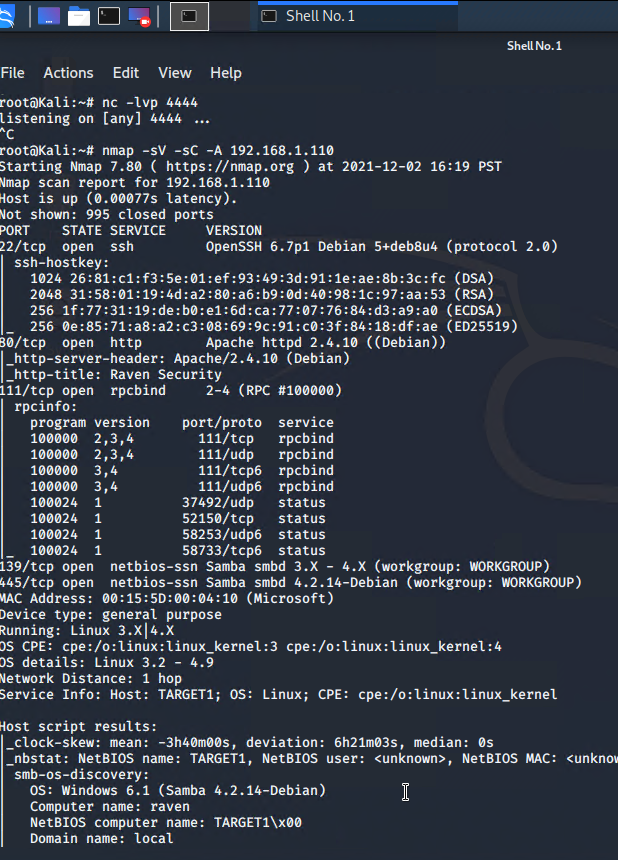 Shell No. 1
Shell No. 1
File Actions Edit View Help
root@Kali:~# nc -lvp 4444
listening on [any] 4444 ...
^C
root@Kali:~# nmap -sV -sC -A 192.168.1.110
Starting Nmap 7.80 ( https://nmap.org ) at 2021-12-02 16:19 PST
Nmap scan report for 192.168.1.110
Host is up (0.00077s latency).
Not shown: 995 closed ports
PORT STATE SERVICE VERSION
22/tcp open ssh OpenSSH 6.7p1 Debian 5+deb8u4 (protocol 2.0)
| ssh-hostkey:
| 1024 26:81:c1:f3:5e:01:ef:93:49:3d:91:1e:ae:8b:3c:fc (DSA)
| 2048 31:58:01:19:4d:a2:80:a6:b9:0d:40:98:1c:97:aa:53 (RSA)
| 256 1f:77:31:19:de:b0:e1:6d:ca:77:07:76:84:d3:a9:a0 (ECDSA)
|_ 256 0e:85:71:a8:a2:c3:08:69:9c:91:c0:3f:84:18:df:ae (ED25519)
80/tcp open http Apache httpd 2.4.10 ((Debian))
|_http-server-header: Apache/2.4.10 (Debian)
|_http-title: Raven Security
111/tcp open rpcbind 2-4 (RPC #100000)
| rpcinfo:
| program version port/proto service
| 100000 2,3,4 111/tcp rpcbind
| 100000 2,3,4 111/udp rpcbind
| 100000 3,4 111/tcp6 rpcbind
| 100000 3,4 111/udp6 rpcbind
| 100024 1 37492/udp status
| 100024 1 52150/tcp status
| 100024 1 58253/udp6 status
|_ 100024 1 58733/tcp6 status
139/tcp open netbios-ssn Samba smbd 3.X - 4.X (workgroup: WORKGROUP)
445/tcp open netbios-ssn Samba smbd 4.2.14-Debian (workgroup: WORKGROUP)
MAC Address: 00:15:5D:00:04:10 (Microsoft)
Device type: general purpose
Running: Linux 3.X|4.X
OS CPE: cpe:/o:linux:linux_kernel:3 cpe:/o:linux:linux_kernel:4
OS details: Linux 3.2 - 4.9
Network Distance: 1 hop
Service Info: Host: TARGET1; OS: Linux; CPE: cpe:/o:linux:linux_kernel
Host script results:
|_clock-skew: mean: -3h40m00s, deviation: 6h21m03s, median: 0s
|_nbstat: NetBIOS name: TARGET1, NetBIOS user: <unknown>, NetBIOS MAC: <unknow
| smb-os-discovery:
| OS: Windows 6.1 (Samba 4.2.14-Debian)
| Computer name: raven
| NetBIOS computer name: TARGET1\x00
| Domain name: local